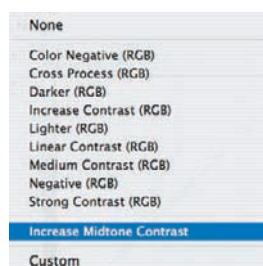 None
Color Negative (RGB)
Cross Process (RGB)
Darker (RGB)
Increase Contrast (RGB)
Lighter (RGB)
Linear Contrast (RGB)
Medium Contrast (RGB)
Negative (RGB)
Strong Contrast (RGB)
Increase Midtone Contrast
Custom